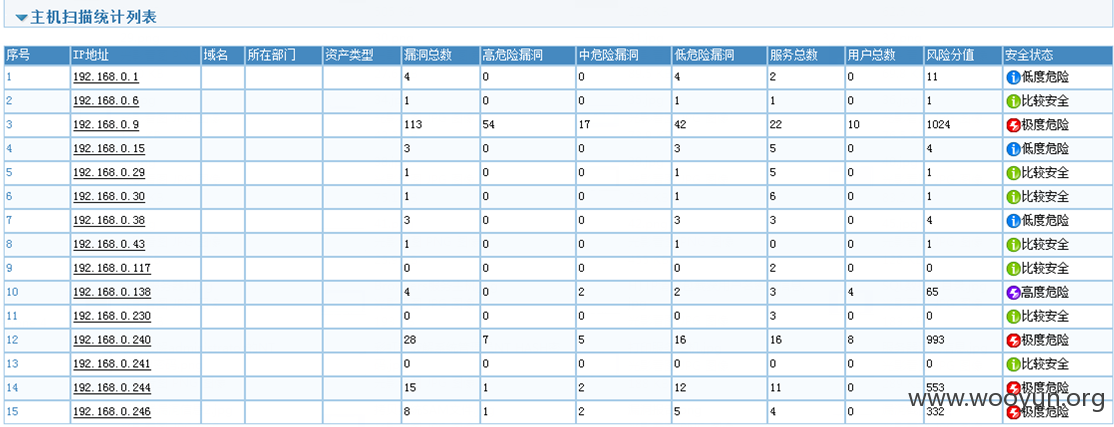 主机扫描统计列表
序号 IP地址 域名 所在部门 资产类型 漏洞总数 高危险漏洞 中危险漏洞 低危险漏洞 服务总数 用户总数 风险分值 安全状态
1 192.168.0.1 4 0 0 4 2 0 11 低度危险
2 192.168.0.6 1 0 0 1 1 0 1 比较安全
3 192.168.0.9 113 54 17 42 22 10 1024 极度危险
4 192.168.0.15 3 0 0 3 5 0 4 低度危险
5 192.168.0.29 1 0 0 1 5 0 1 比较安全
6 192.168.0.30 1 0 0 1 6 0 1 比较安全
7 192.168.0.38 3 0 0 3 3 0 4 低度危险
8 192.168.0.43 1 0 0 1 0 0 1 比较安全
9 192.168.0.117 0 0 0 0 2 0 0 比较安全
10 192.168.0.138 4 0 2 2 3 4 65 高度危险
11 192.168.0.230 0 0 0 0 3 0 0 比较安全
12 192.168.0.240 28 7 5 16 16 8 993 极度危险
13 192.168.0.241 0 0 0 0 0 0 0 比较安全
14 192.168.0.244 15 1 2 12 11 0 553 极度危险
www.wooyun.org
15 192.168.0.246 8 1 2 5 4 0 332 极度危险